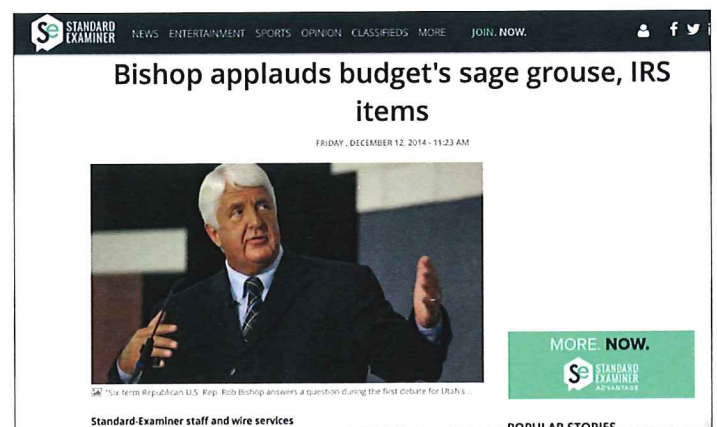 Se STANDARD EXAMINER NEWS ENTERTAINMENT SPORTS OPINION CLASSIFIEDS MORE JOIN. NOW.
Bishop applauds budget's sage grouse, IRS
items
FRIDAY , DECEMBER 12, 2014 - 11:23 AM
"Six-term Republican U.S. Rep. Rob Bishop answers a question during the first debate for Utah's ...
Standard-Examiner staff and wire services
MORE. NOW.
Se STANDARD
EXAMINER
ADVANTAGE
POPULAR STORIES